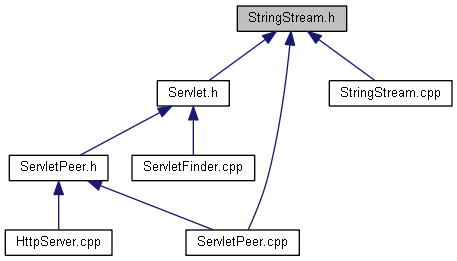 StringStream.h
Servlet.h
StringStream.cpp
ServletPeer.h
ServletFinder.cpp
HttpServer.cpp
ServletPeer.cpp